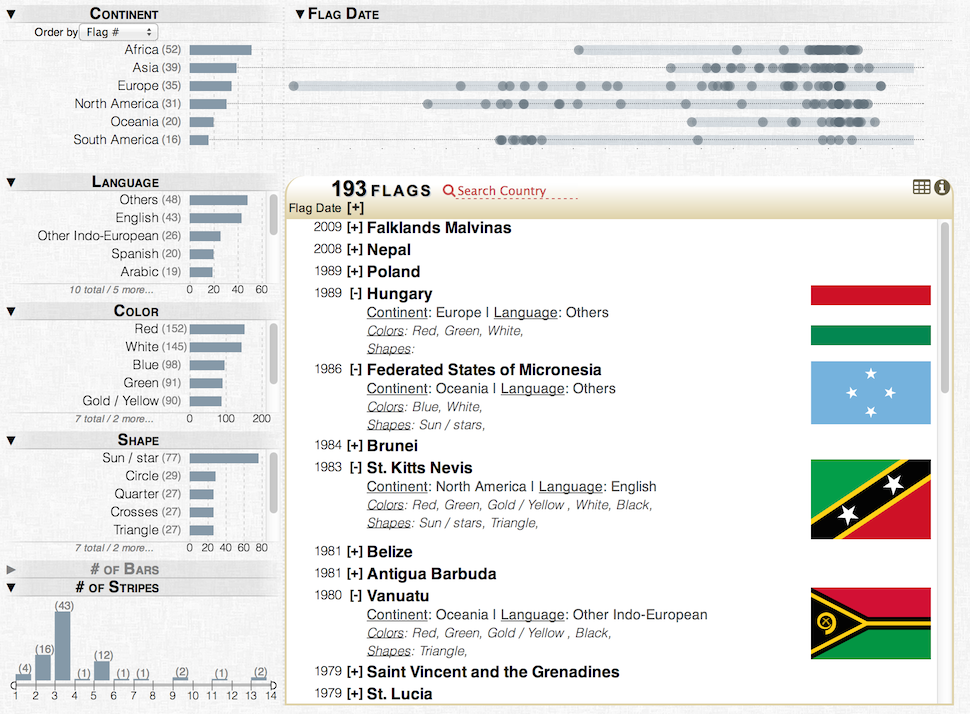 ▼ CONTINENT
▼ FLAG DATE
Order by Flag #
Africa (52)
Asia (39)
Europe (35)
North America (31)
Oceania (20)
South America (16)
▼ LANGUAGE
Others (48)
English (43)
Other Indo-European (26)
Spanish (20)
Arabic (19)
10 total / 5 more... 0 20 40 60
▼ COLOR
Red (152)
White (145)
Blue (98)
Green (91)
Gold / Yellow (90)
7 total / 2 more... 0 100 200
▼ SHAPE
Sun / star (77)
Circle (29)
Quarter (27)
Crosses (27)
Triangle (27)
7 total / 2 more... 0 20 40 60 80
▶ # OF BARS
▼ # OF STRIPES
(4) (16) (43) (1) (12) (1) (1) (2) (1) (2)
1 2 3 4 5 6 7 8 9 10 11 12 13 14
193 FLAGS Search Country
Flag Date [+]
2009 [+] Falklands Malvinas
2008 [+] Nepal
1989 [+] Poland
1989 [-] Hungary
Continent: Europe | Language: Others
Colors: Red, Green, White,
Shapes:
1986 [-] Federated States of Micronesia
Continent: Oceania | Language: Others
Colors: Blue, White,
Shapes: Sun / stars,
1984 [+] Brunei
1983 [-] St. Kitts Nevis
Continent: North America | Language: English
Colors: Red, Green, Gold / Yellow , White, Black,
Shapes: Sun / stars, Triangle,
1981 [+] Belize
1981 [+] Antigua Barbuda
1980 [-] Vanuatu
Continent: Oceania | Language: Other Indo-European
Colors: Red, Green, Gold / Yellow , Black,
Shapes: Triangle,
1979 [+] Saint Vincent and the Grenadines
1979 [+] St. Lucia